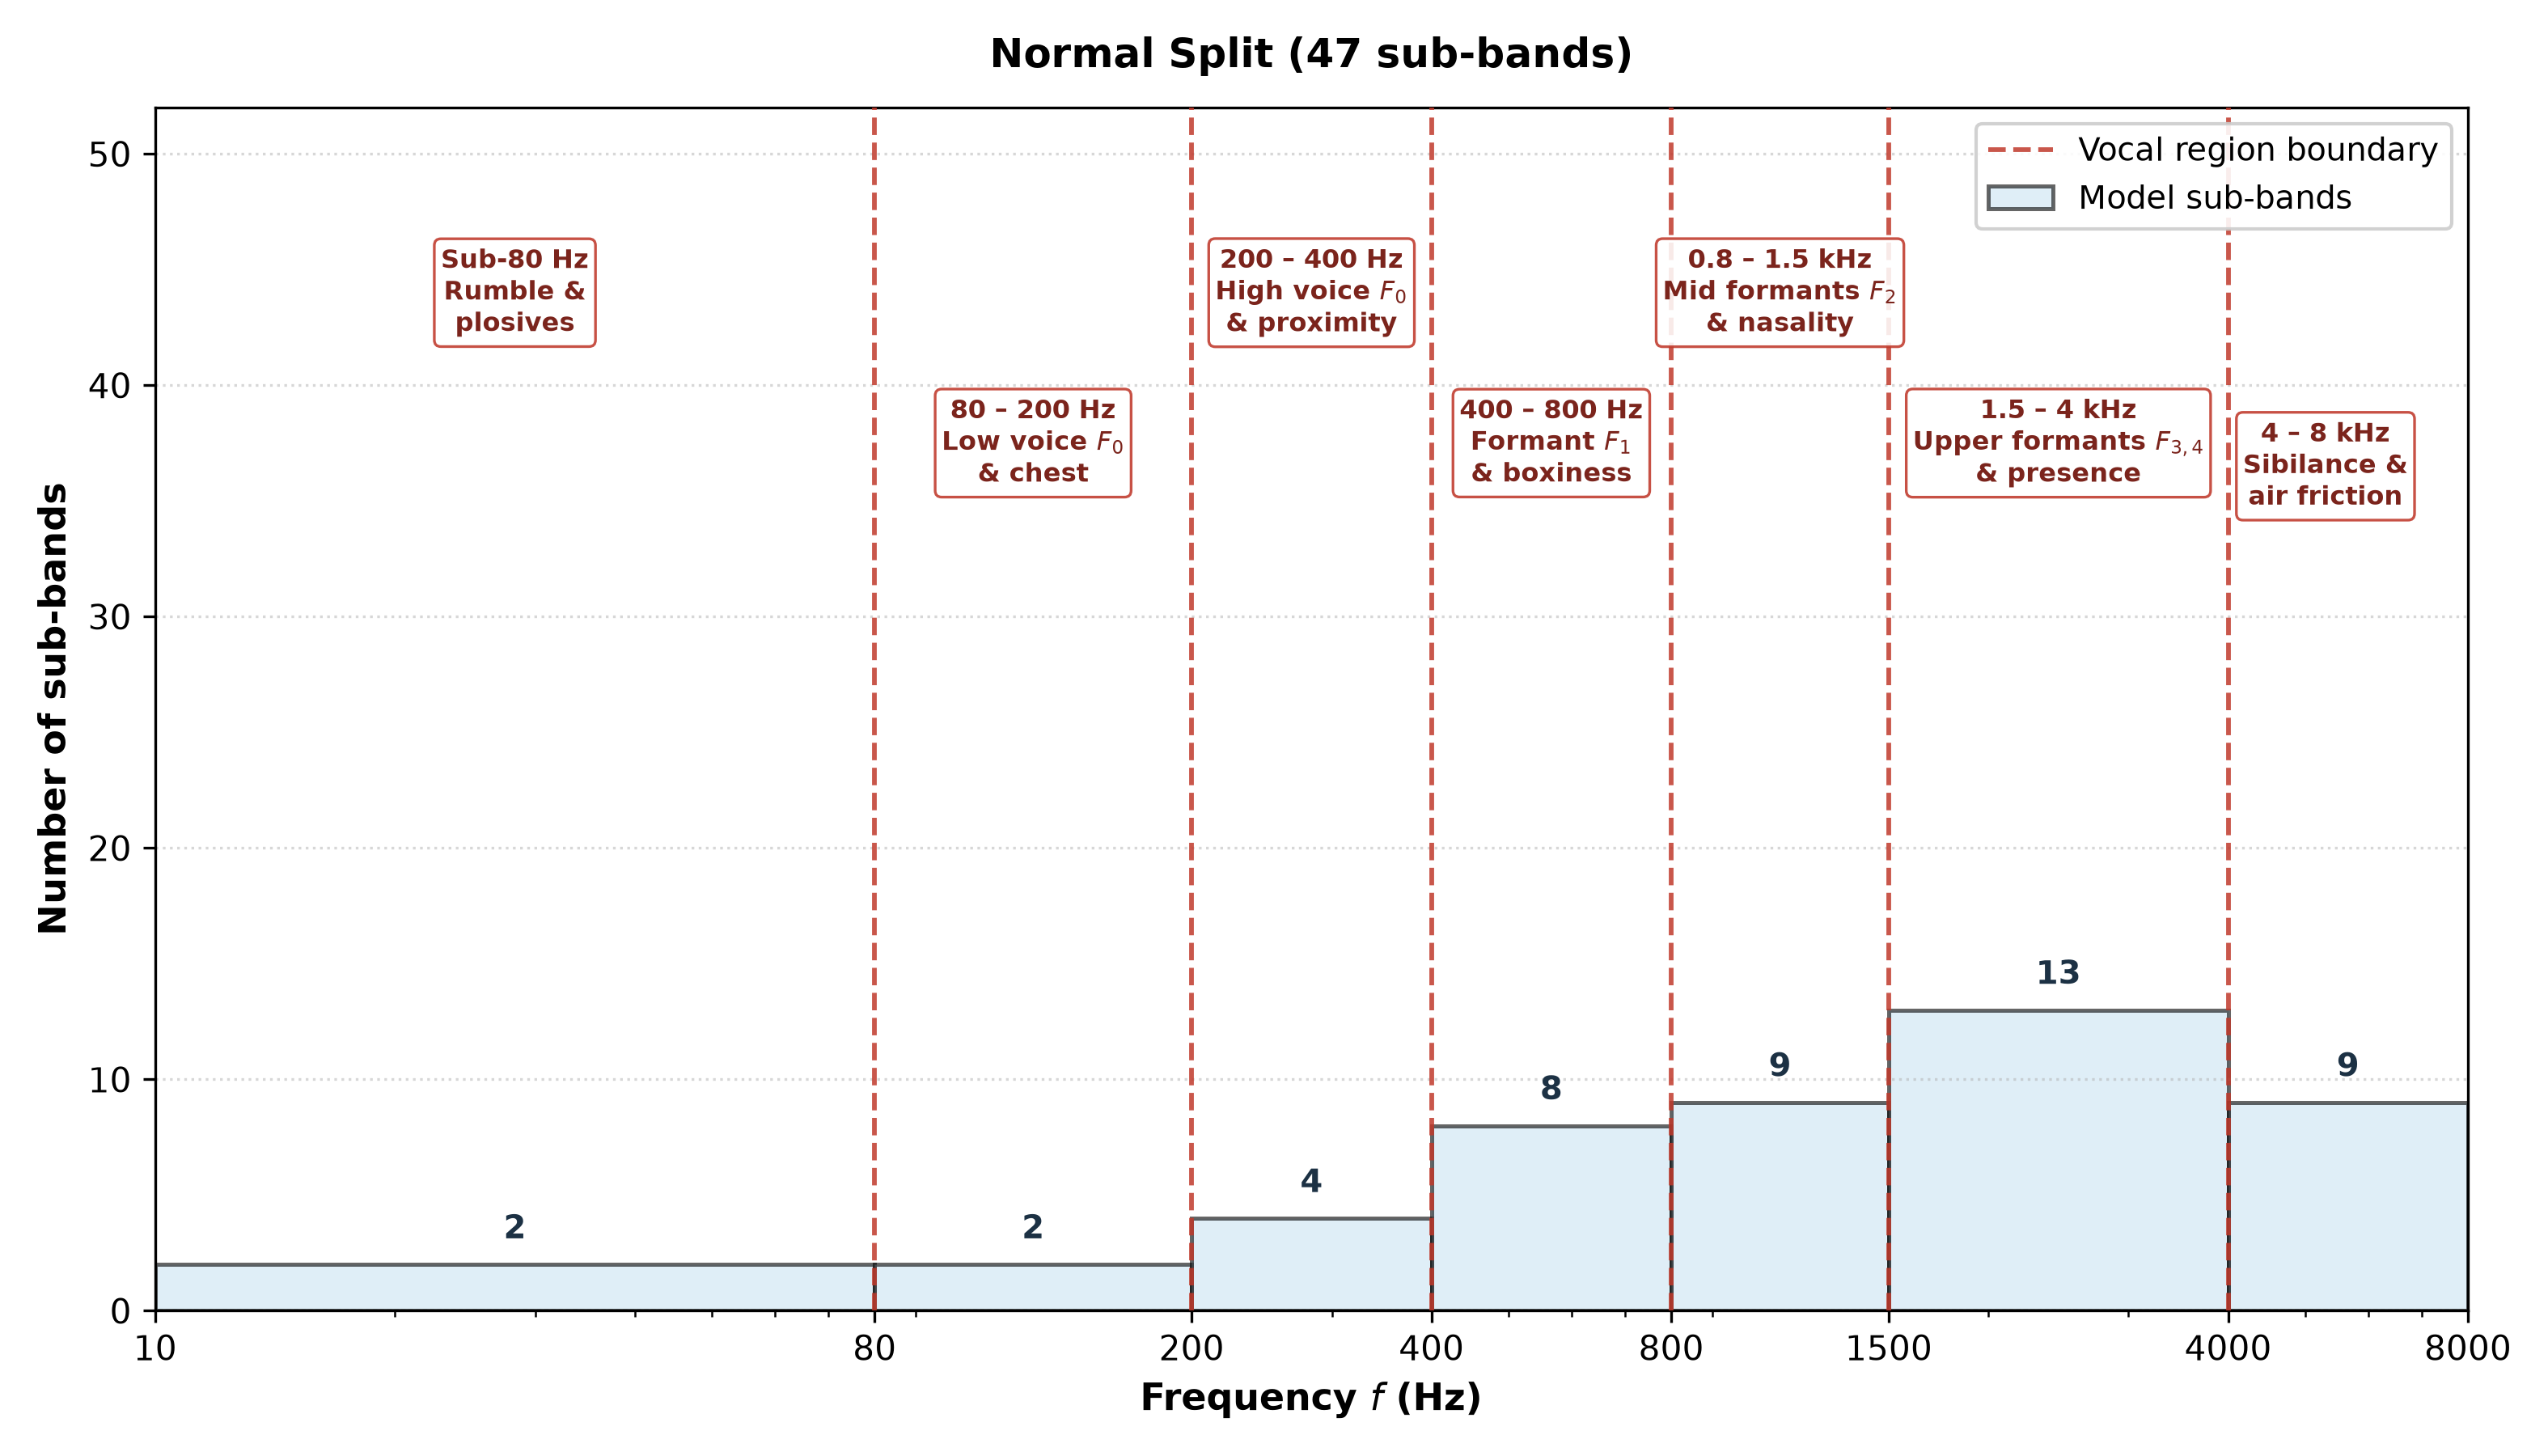 Normal Split (47 sub-bands)
Vocal region boundary
Model sub-bands
Sub-80 Hz
Rumble &
plosives
80 – 200 Hz
Low voice F₀
& chest
200 – 400 Hz
High voice F₀
& proximity
400 – 800 Hz
Formant F₁
& boxiness
0.8 – 1.5 kHz
Mid formants F₂
& nasality
1.5 – 4 kHz
Upper formants F₃,₄
& presence
4 – 8 kHz
Sibilance &
air friction
Number of sub-bands
50
40
30
20
10
0
2
2
4
8
9
13
9
10
80
200
400
800
1500
4000
8000
Frequency f (Hz)